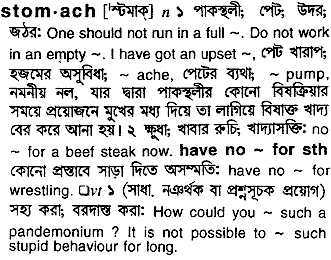 stom·ach [স্টমাক্] n ১ পাকস্থলী; পেট; উদর;
জঠর: One should not run in a full ~. Do not work
in an empty ~. I have got an upset ~, পেট খারাপ;
হজমের অসুবিধা; ~ ache, পেটের ব্যথা; ~ pump,
নমনীয় নল, যার দ্বারা পাকস্থলীর কোনো বিষক্রিয়ার
সময়ে প্রয়োজনে মুখের মধ্য দিয়ে তা লাগিয়ে বিষাক্ত খাদ্য
বের করে আনা হয়। ২ ক্ষুধা; খাবার রুচি; খাদ্যাসক্তি: no
~ for a beef steak now. have no ~ for sth
কোনো প্রস্তাবে সাড়া দিতে অসম্মতি: have no ~ for
wrestling. □vt ১ (সাধা. নঞর্থক বা প্রশ্নসূচক প্রয়োগ)
সহ্য করা; বরদাস্ত করা: How could you ~ such a
pandemonium ? It is not possible to ~ such
stupid behaviour for long.